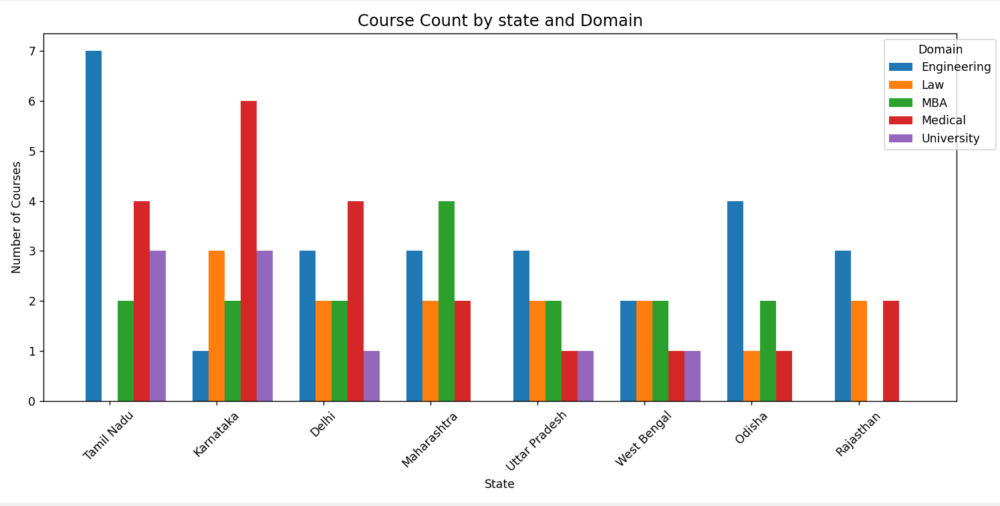 Course Count by state and Domain
Domain
Engineering
Law
MBA
Medical
University
Number of Courses
7
6
5
4
3
2
1
0
Tamil Nadu
Karnataka
Delhi
Maharashtra
Uttar Pradesh
West Bengal
Odisha
Rajasthan
State